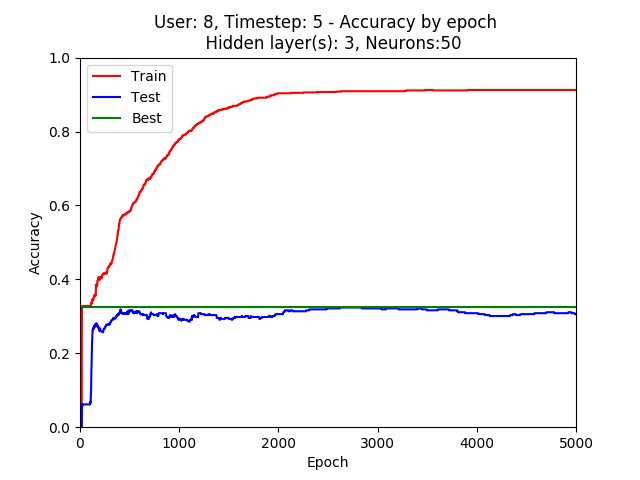 User: 8, Timestep: 5 - Accuracy by epoch
Hidden layer(s): 3, Neurons:50
1.0
Train
Test
Best
0.8
0.6
Accuracy
0.4
0.2
0.0
0 1000 2000 3000 4000 5000
Epoch